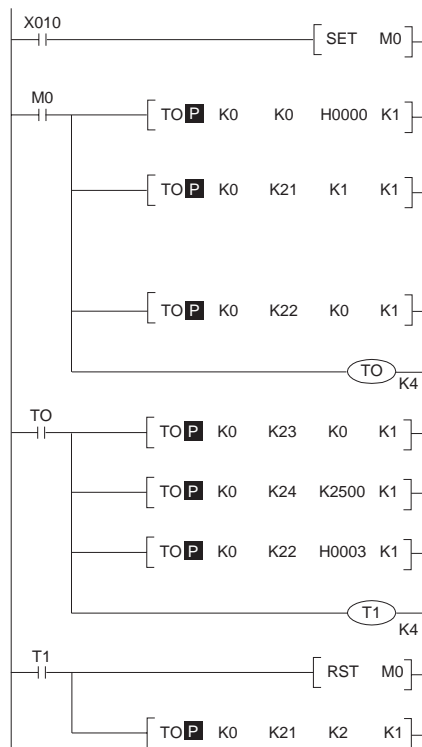 X010
SET M0
M0
TO P K0 K0 H0000 K1
TO P K0 K21 K1 K1
TO P K0 K22 K0 K1
TO
K4
TO
TO P K0 K23 K0 K1
TO P K0 K24 K2500 K1
TO P K0 K22 H0003 K1
T1
K4
T1
RST M0
TO P K0 K21 K2 K1